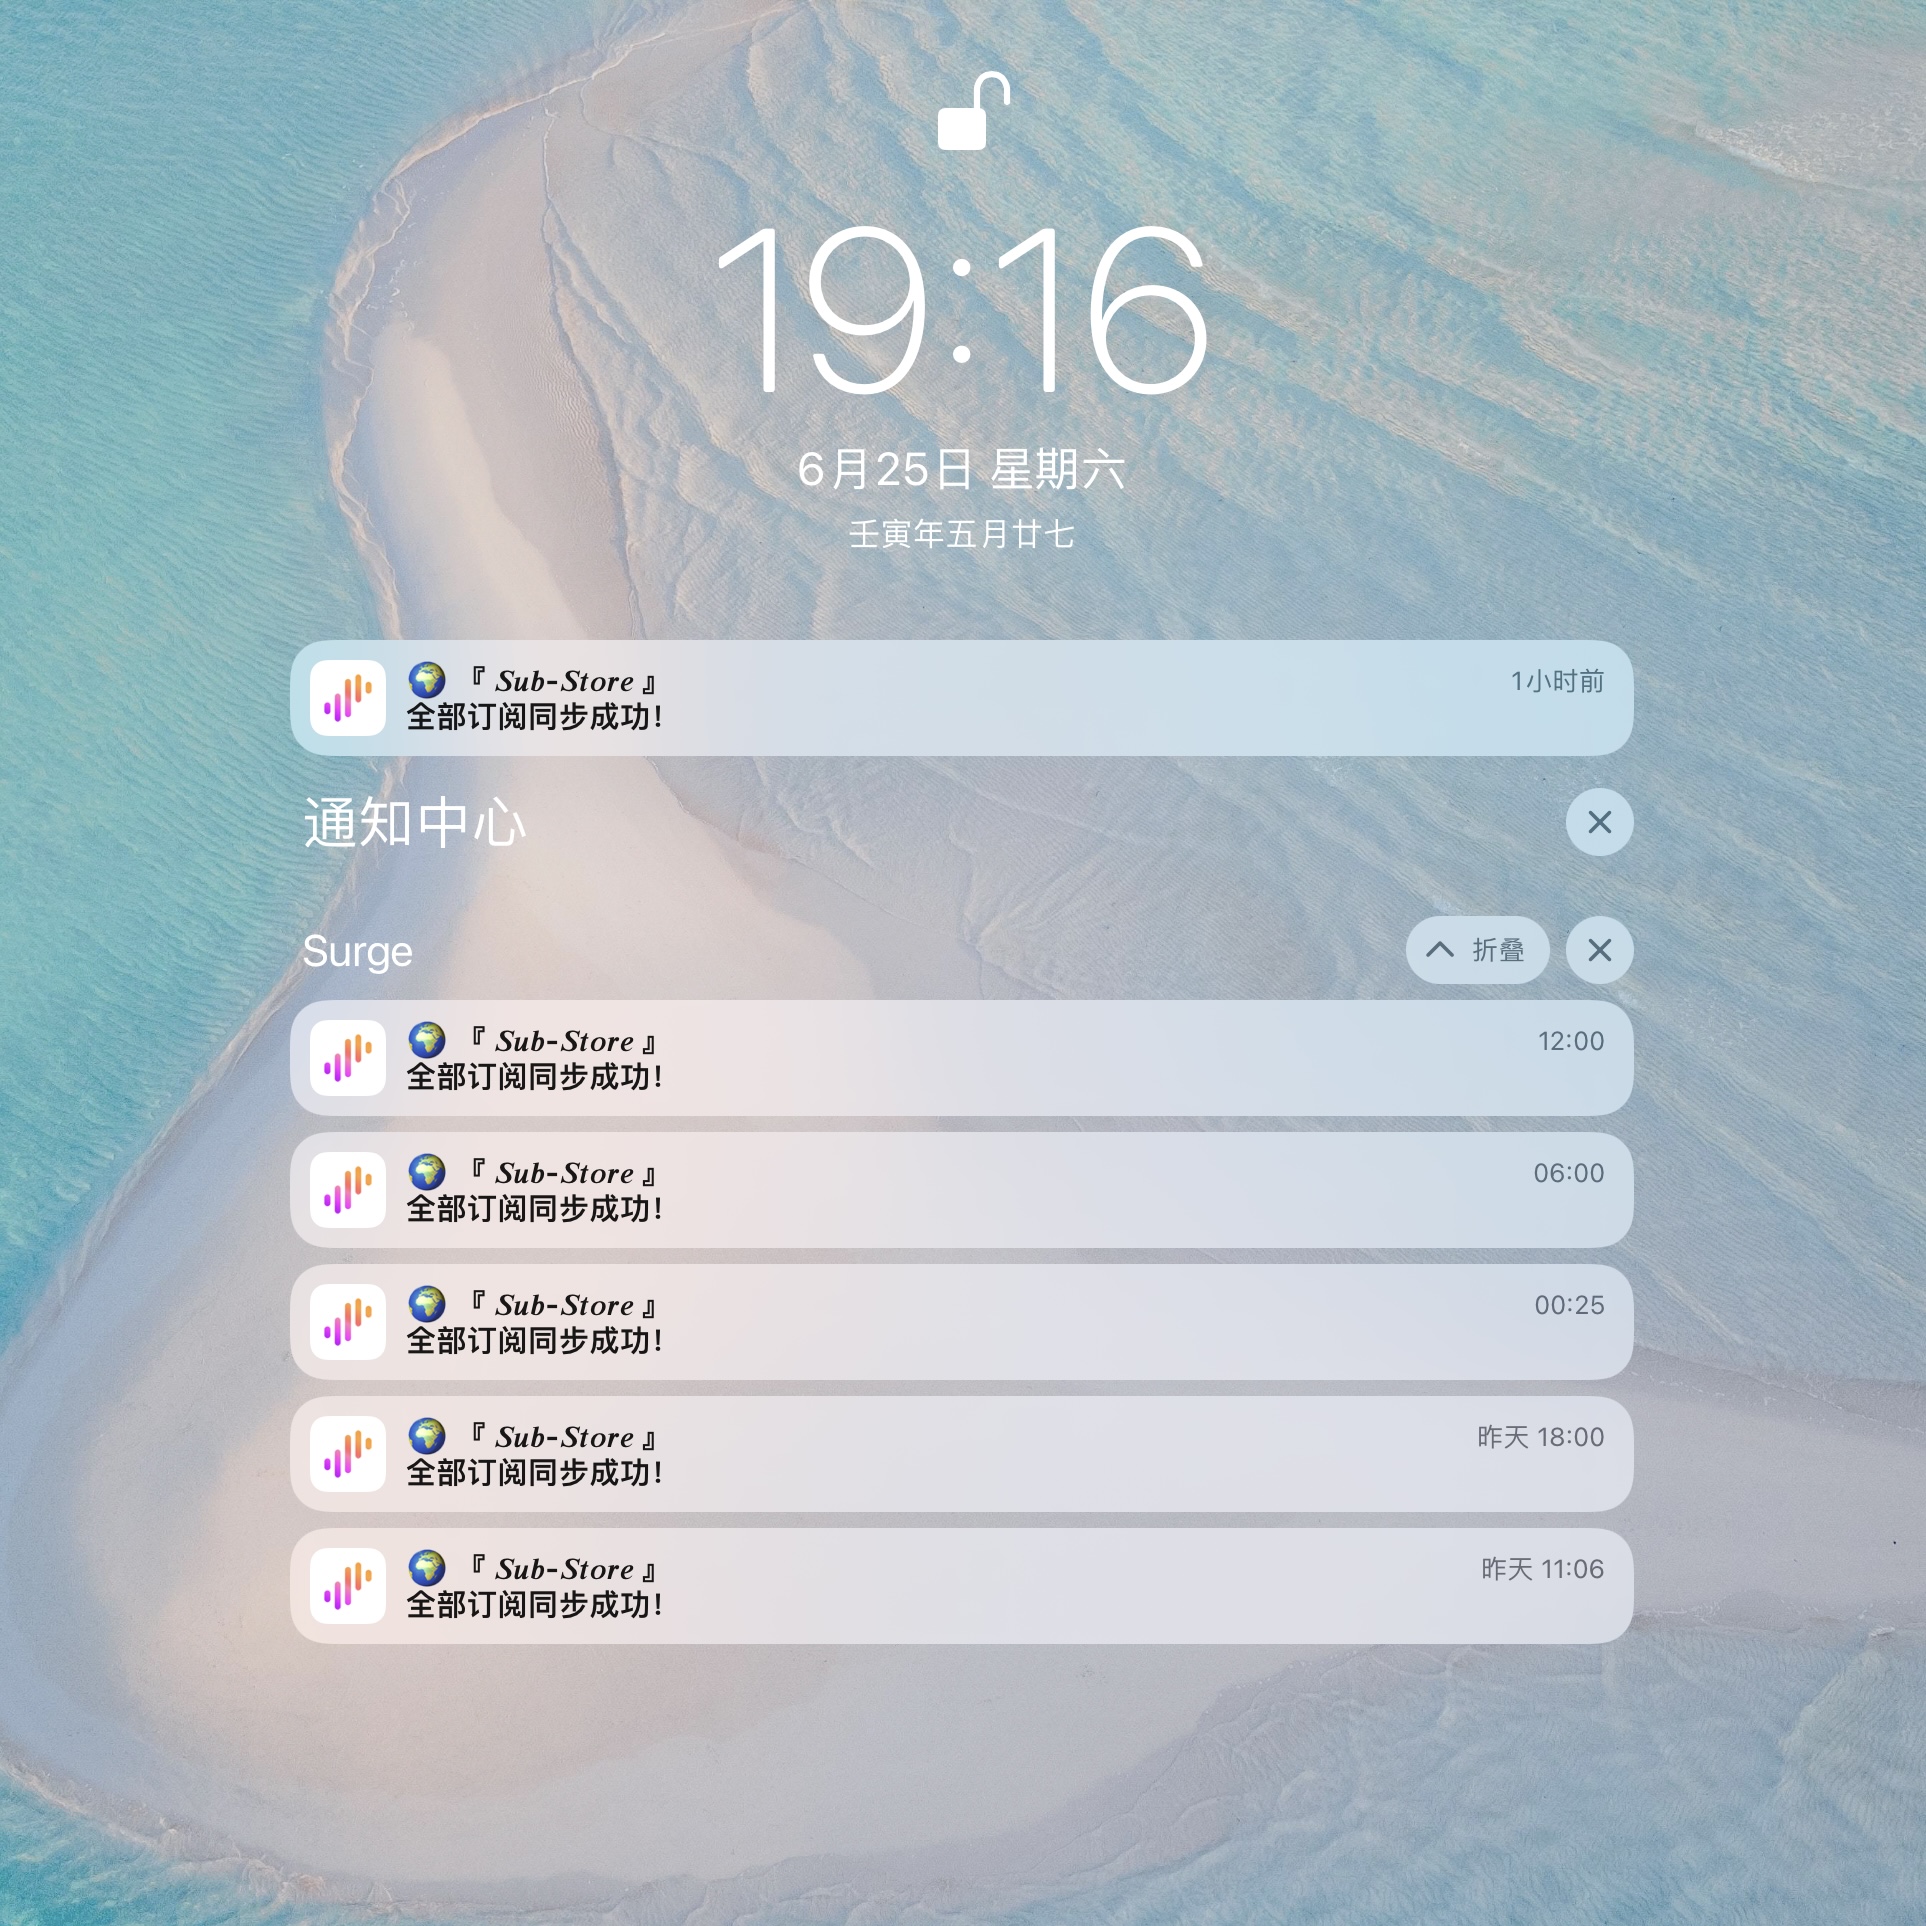 19:16
6月25日 星期六
壬寅年五月廿七
🌍 『 𝑺𝒖𝒃-𝑺𝒕𝒐𝒓𝒆 』 1小时前
全部订阅同步成功!
通知中心
Surge 折叠
🌍 『 𝑺𝒖𝒃-𝑺𝒕𝒐𝒓𝒆 』 12:00
全部订阅同步成功!
🌍 『 𝑺𝒖𝒃-𝑺𝒕𝒐𝒓𝒆 』 06:00
全部订阅同步成功!
🌍 『 𝑺𝒖𝒃-𝑺𝒕𝒐𝒓𝒆 』 00:25
全部订阅同步成功!
🌍 『 𝑺𝒖𝒃-𝑺𝒕𝒐𝒓𝒆 』 昨天 18:00
全部订阅同步成功!
🌍 『 𝑺𝒖𝒃-𝑺𝒕𝒐𝒓𝒆 』 昨天 11:06
全部订阅同步成功!